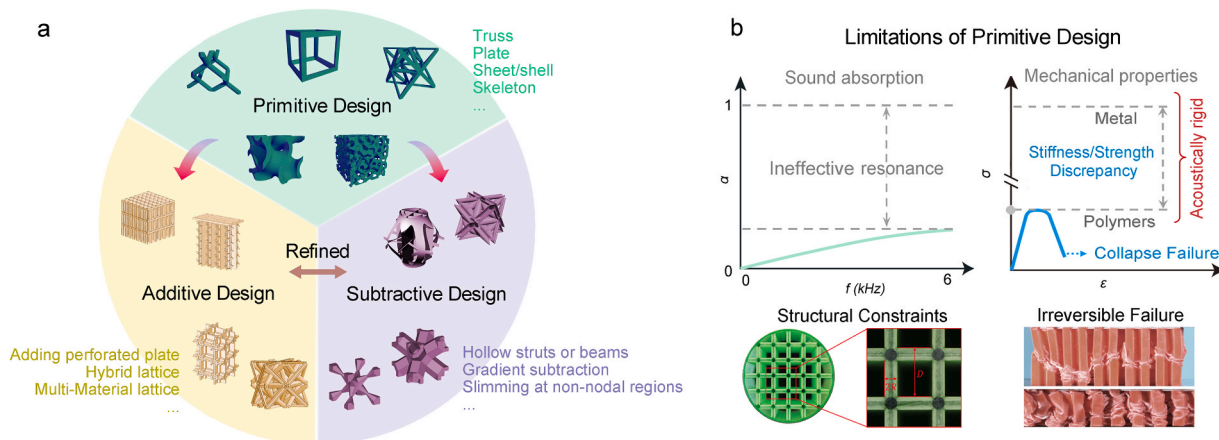 a
Truss
Plate
Sheet/shell
Skeleton
...
Primitive Design
Refined
Additive Design
Subtractive Design
Adding perforated plate
Hybrid lattice
Multi-Material lattice
...
Hollow struts or beams
Gradient subtraction
Slimming at non-nodal regions
...
b
Limitations of Primitive Design
Sound absorption
1
Ineffective resonance
α
0
0
f (kHz)
6
Mechanical properties
Metal
Stiffness/Strength
Discrepancy
Acoustically rigid
σ
Polymers
Collapse Failure
ε
Structural Constraints
D
Irreversible Failure